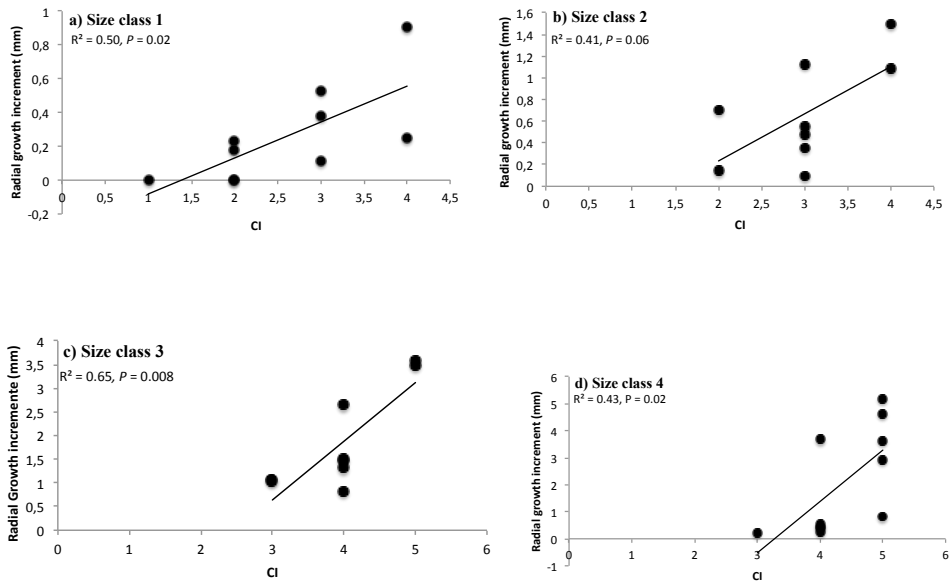 a) Size class 1
R² = 0.50, P = 0.02
Radial growth increment (mm)
1
0,8
0,6
0,4
0,2
0
-0,2
0 0,5 1 1,5 2 2,5 3 3,5 4 4,5
CI
b) Size class 2
R² = 0.41, P = 0.06
Radial growth increment (mm)
1,6
1,4
1,2
1
0,8
0,6
0,4
0,2
0
0 0,5 1 1,5 2 2,5 3 3,5 4 4,5
CI
c) Size class 3
R² = 0.65, P = 0.008
Radial Growth incremente (mm)
4
3,5
3
2,5
2
1,5
1
0,5
0
0 1 2 3 4 5 6
CI
d) Size class 4
R² = 0.43, P = 0.02
Radial growth increment (mm)
6
5
4
3
2
1
0
-1
0 1 2 3 4 5 6
CI